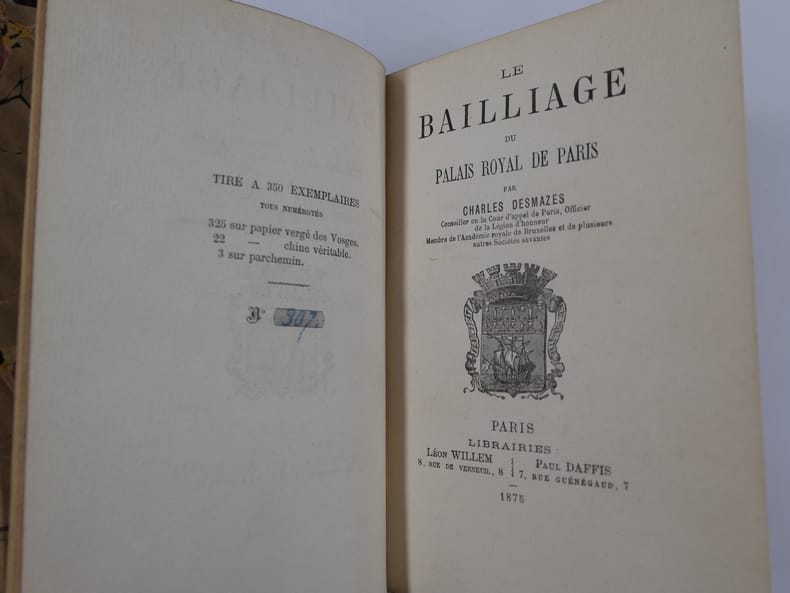 TIRE A 350 EXEMPLAIRES
TOUS NUMÉROTÉS
325 sur papier vergé des Vosges.
22 — chine véritable.
3 sur parchemin.
N°
LE
BAILLIAGE
DU
PALAIS ROYAL DE PARIS
PAR
CHARLES DESMAZES
Conseiller en la Cour d'appel de Paris, Officier
de la Légion d'honneur
Membre de l'Académie royale de Bruxelles et de plusieurs
autres Sociétés savantes
PARIS
LIBRAIRIES:
LÉON WILLEM
8, RUE DE VERNEUIL, 8
PAUL DAFFIS
7, RUE GUÉNÉGAUD, 7
1875